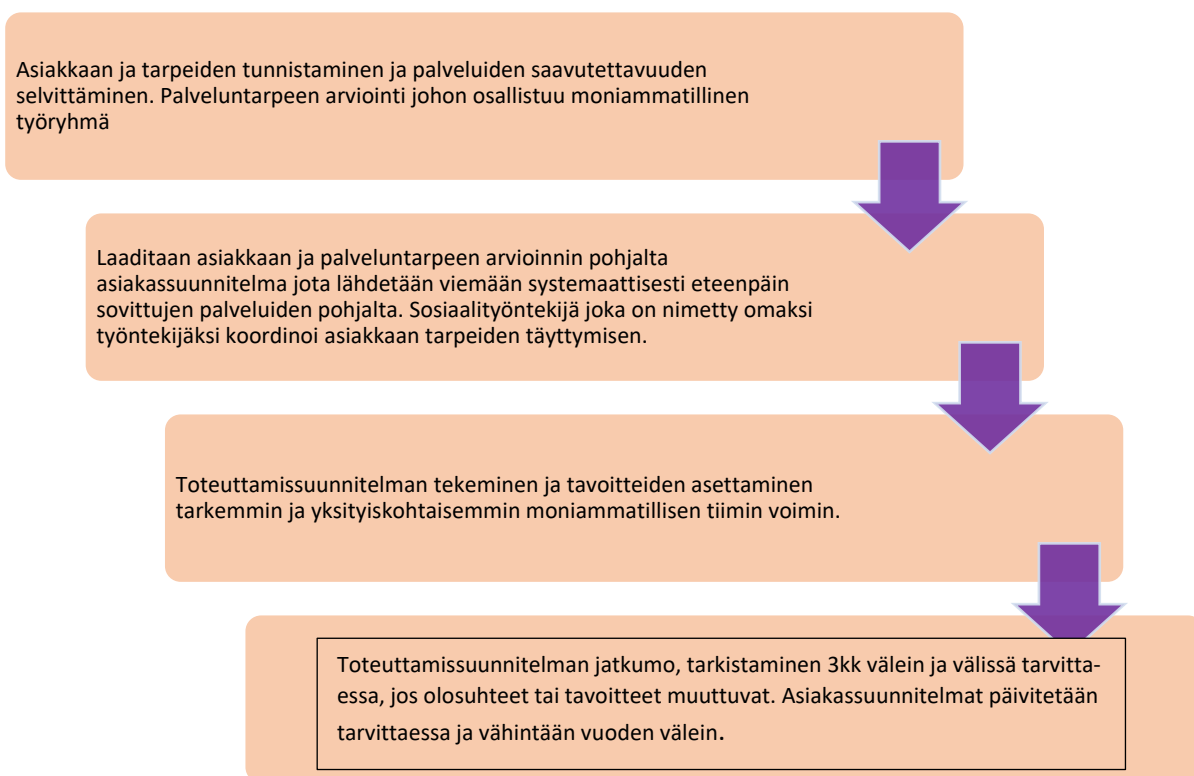 Asiakkaan ja tarpeiden tunnistaminen ja palveluiden saavutettavuuden
selvittäminen. Palveluntarpeen arviointi johon osallistuu moniammatillinen
työryhmä
Laaditaan asiakkaan ja palveluntarpeen arvioinnin pohjalta
asiakassuunnitelma jota lähdetään viemään systemaattisesti eteenpäin
sovittujen palveluiden pohjalta. Sosiaalityöntekijä joka on nimetty omaksi
työntekijäksi koordinoi asiakkaan tarpeiden täyttymisen.
Toteuttamissuunnitelman tekeminen ja tavoitteiden asettaminen
tarkemmin ja yksityiskohtaisemmin moniammatillisen tiimin voimin.
Toteuttamissuunnitelman jatkumo, tarkistaminen 3kk välein ja välissä tarvitta-
essa, jos olosuhteet tai tavoitteet muuttuvat. Asiakassuunnitelmat päivitetään
tarvittaessa ja vähintään vuoden välein.